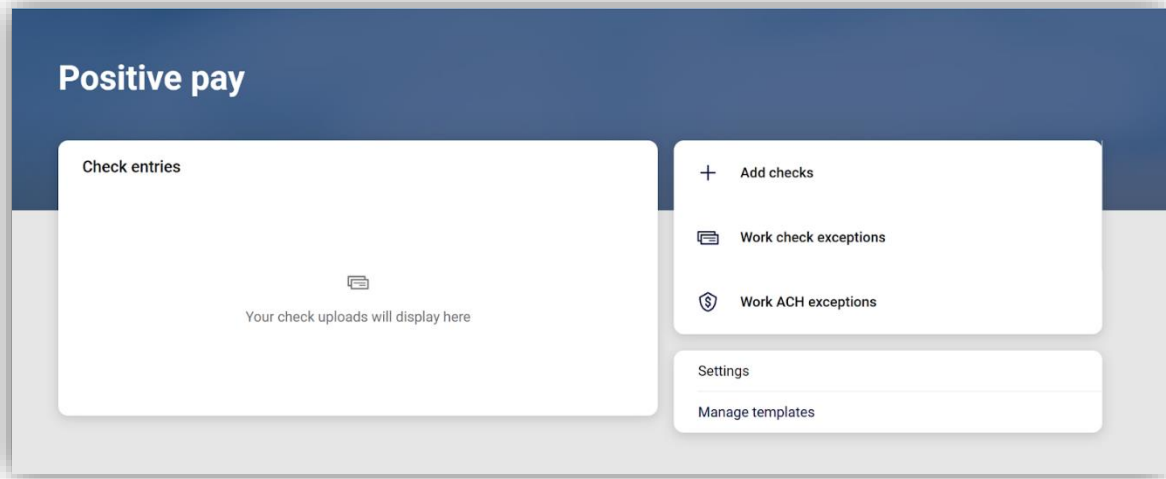 Positive pay
Check entries
Your check uploads will display here
Add checks
Work check exceptions
Work ACH exceptions
Settings
Manage templates